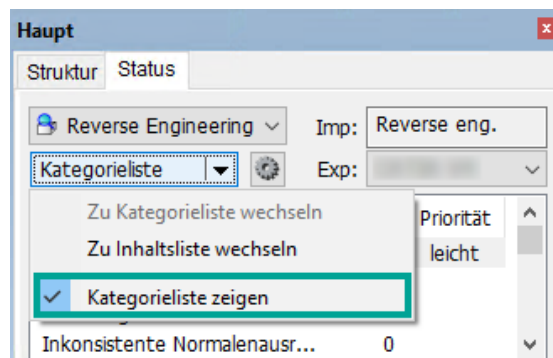 Haupt
Struktur Status
Reverse Engineering Imp: Reverse eng.
Kategorieliste Exp:
Zu Kategorieliste wechseln Priorität
Zu Inhaltsliste wechseln leicht
Kategorieliste zeigen
Inkonsistente Normalenausr... 0